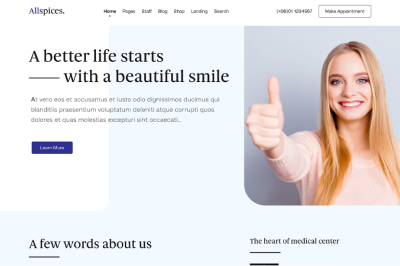 Allspices.
Home Pages Staff Blog Shop Landing Search
(+06)01 1234567
Make Appointment
A better life starts
with a beautiful smile
At vero eos et accusamus et iusto odio dignissimos ducimus qui
blanditiis praesentium voluptatum deleniti atque corrupti quos
dolores et quas molestias excepturi sint occaecati..
Learn More
A few words about us
The heart of medical center